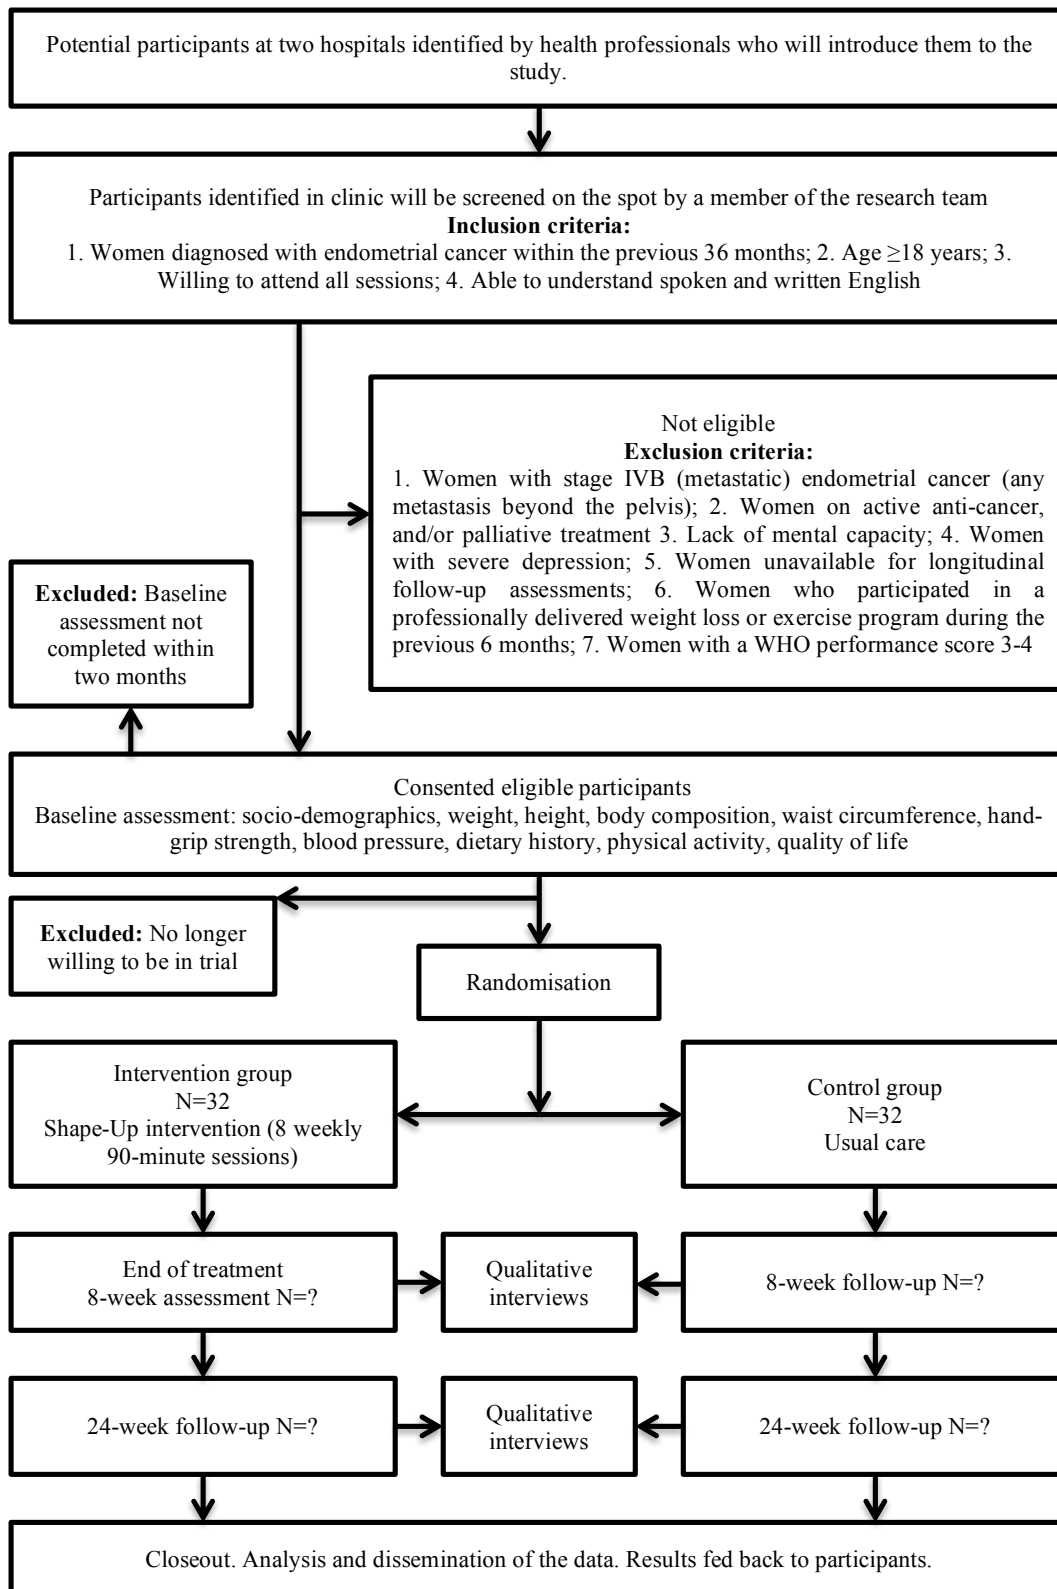 Potential participants at two hospitals identified by health professionals who will introduce them to the
study.
Participants identified in clinic will be screened on the spot by a member of the research team
Inclusion criteria:
1. Women diagnosed with endometrial cancer within the previous 36 months; 2. Age ≥18 years; 3.
Willing to attend all sessions; 4. Able to understand spoken and written English
Not eligible
Exclusion criteria:
1. Women with stage IVB (metastatic) endometrial cancer (any
metastasis beyond the pelvis); 2. Women on active anti-cancer,
and/or palliative treatment 3. Lack of mental capacity; 4. Women
with severe depression; 5. Women unavailable for longitudinal
follow-up assessments; 6. Women who participated in a
professionally delivered weight loss or exercise program during the
previous 6 months; 7. Women with a WHO performance score 3-4
Excluded: Baseline
assessment not
completed within
two months
Consented eligible participants
Baseline assessment: socio-demographics, weight, height, body composition, waist circumference, hand-
grip strength, blood pressure, dietary history, physical activity, quality of life
Excluded: No longer
willing to be in trial
Randomisation
Intervention group
N=32
Shape-Up intervention (8 weekly
90-minute sessions)
Control group
N=32
Usual care
End of treatment
8-week assessment N=?
Qualitative
interviews
8-week follow-up N=?
24-week follow-up N=?
Qualitative
interviews
24-week follow-up N=?
Closeout. Analysis and dissemination of the data. Results fed back to participants.